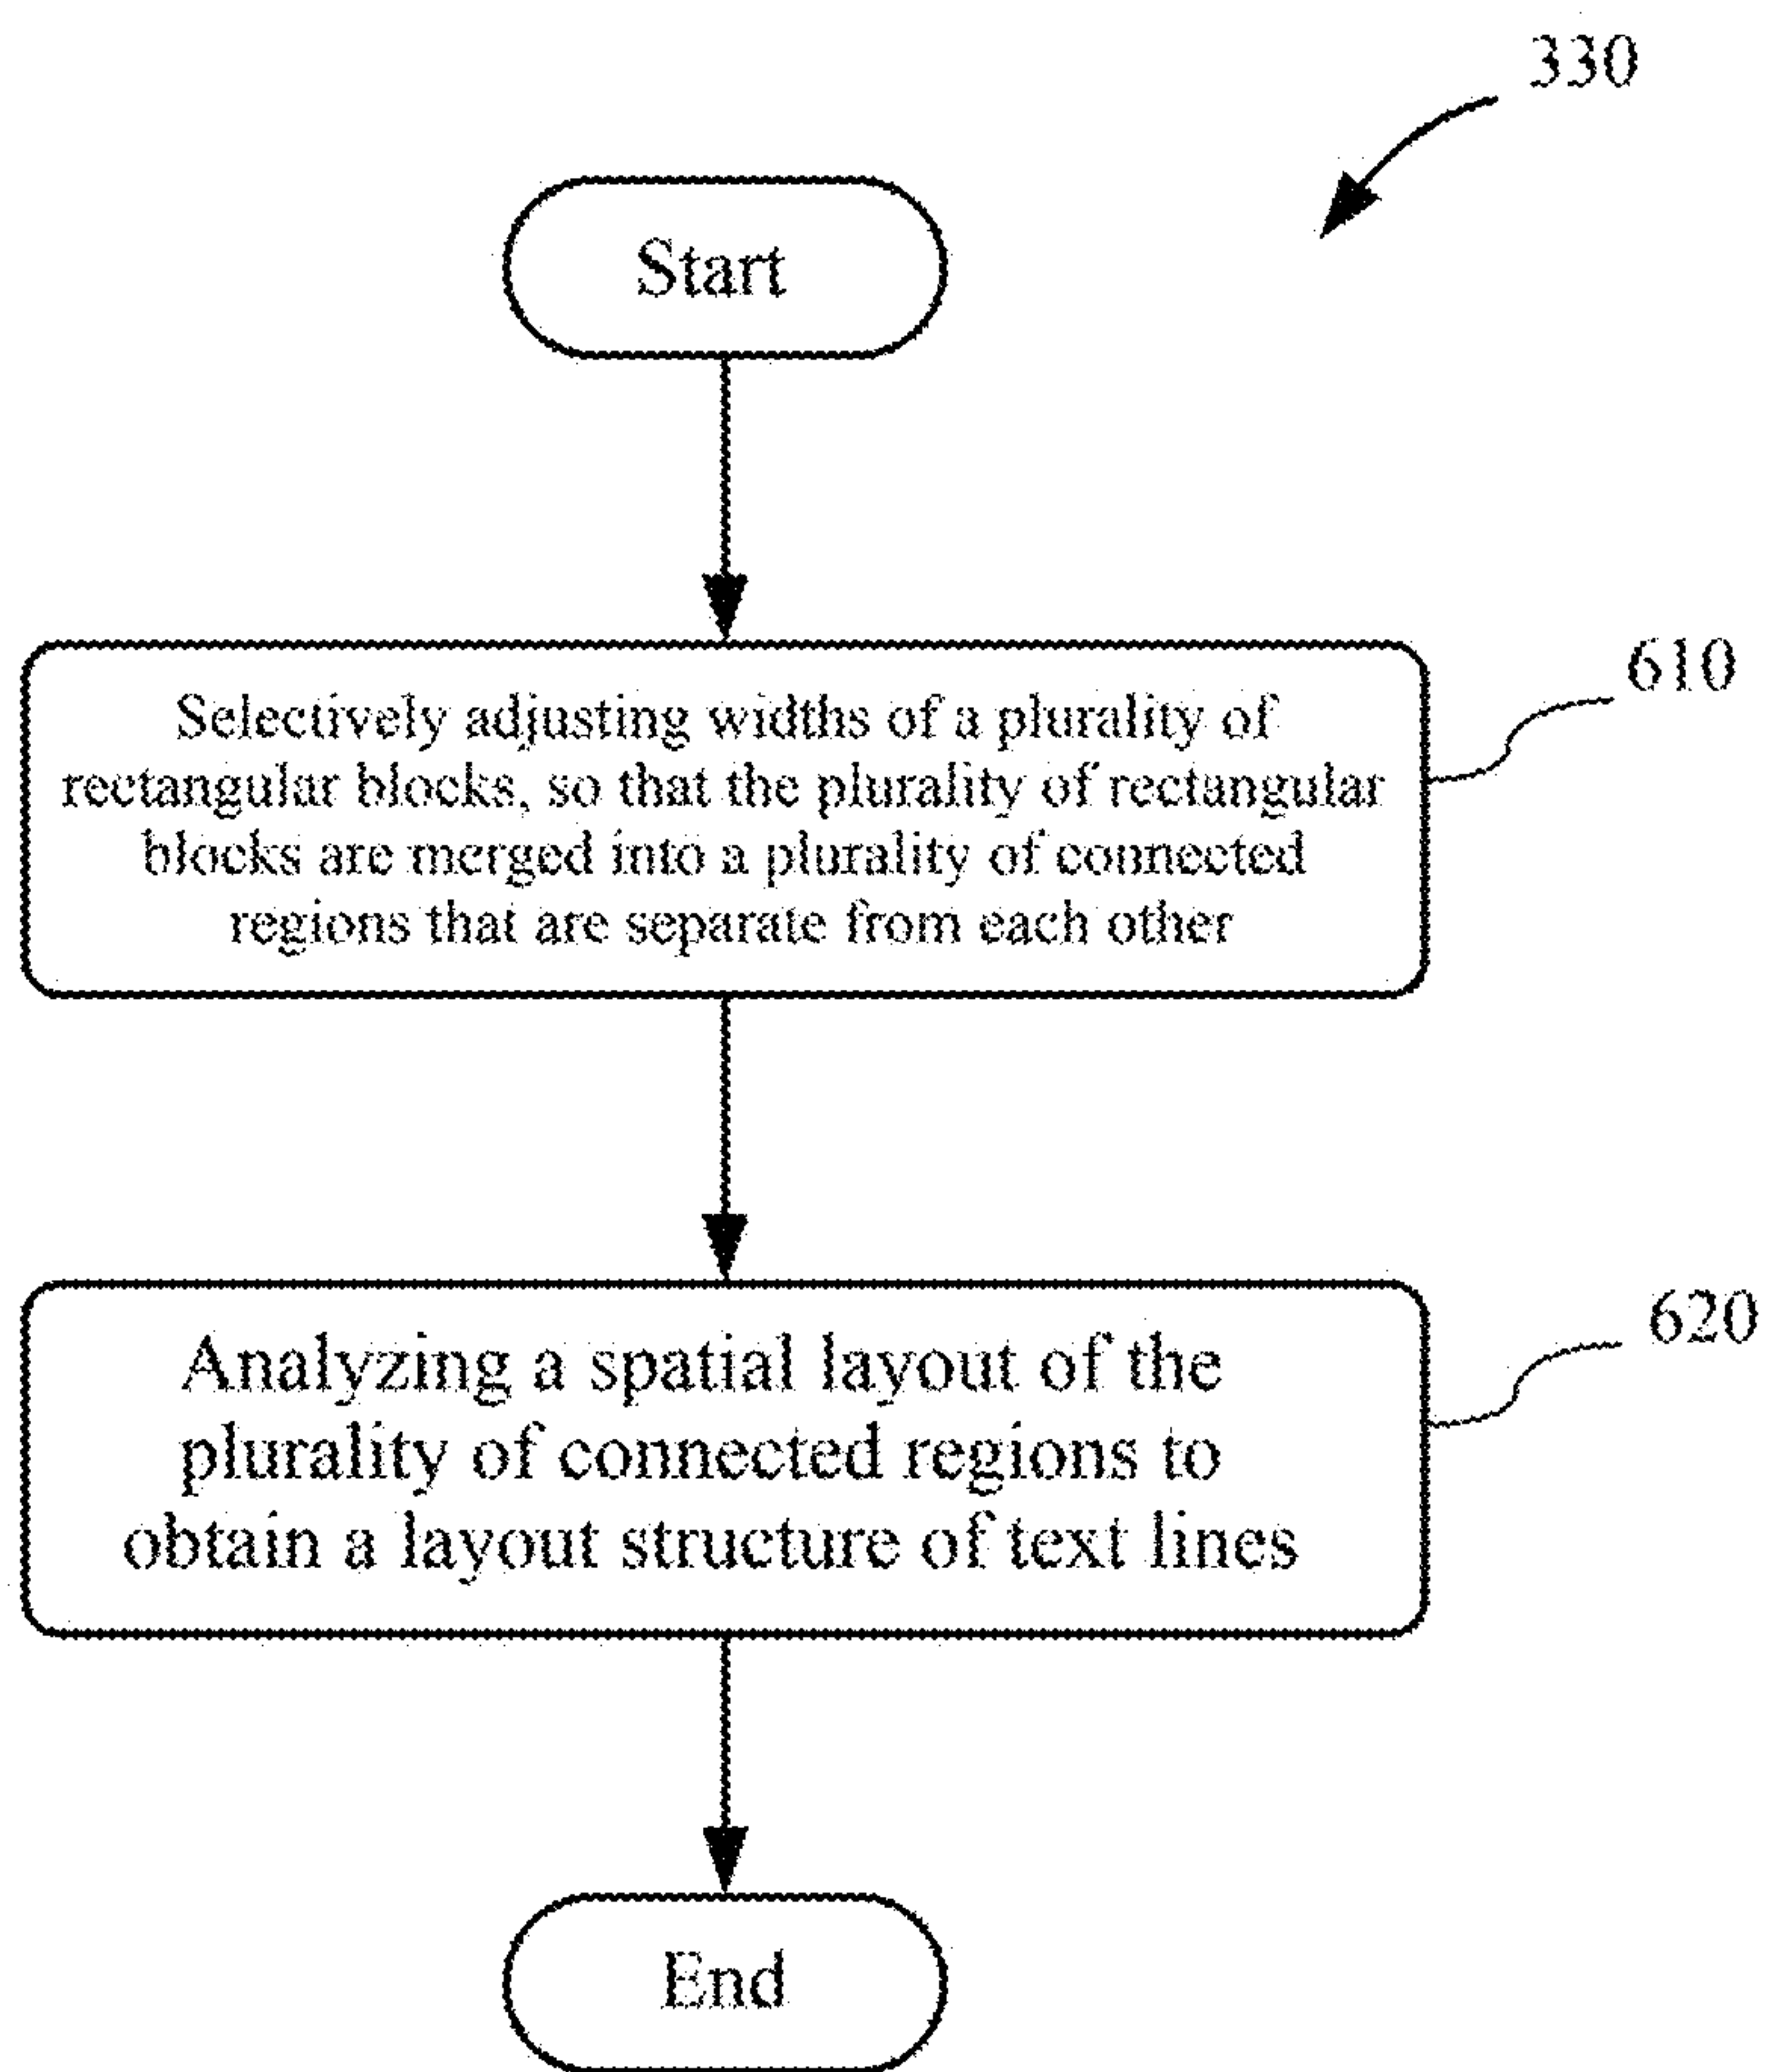 330
Start
610
Selectively adjusting widths of a plurality of
rectangular blocks, so that the plurality of rectangular
blocks are merged into a plurality of connected
regions that are separate from each other
620
Analyzing a spatial layout of the
plurality of connected regions to
obtain a layout structure of text lines
End